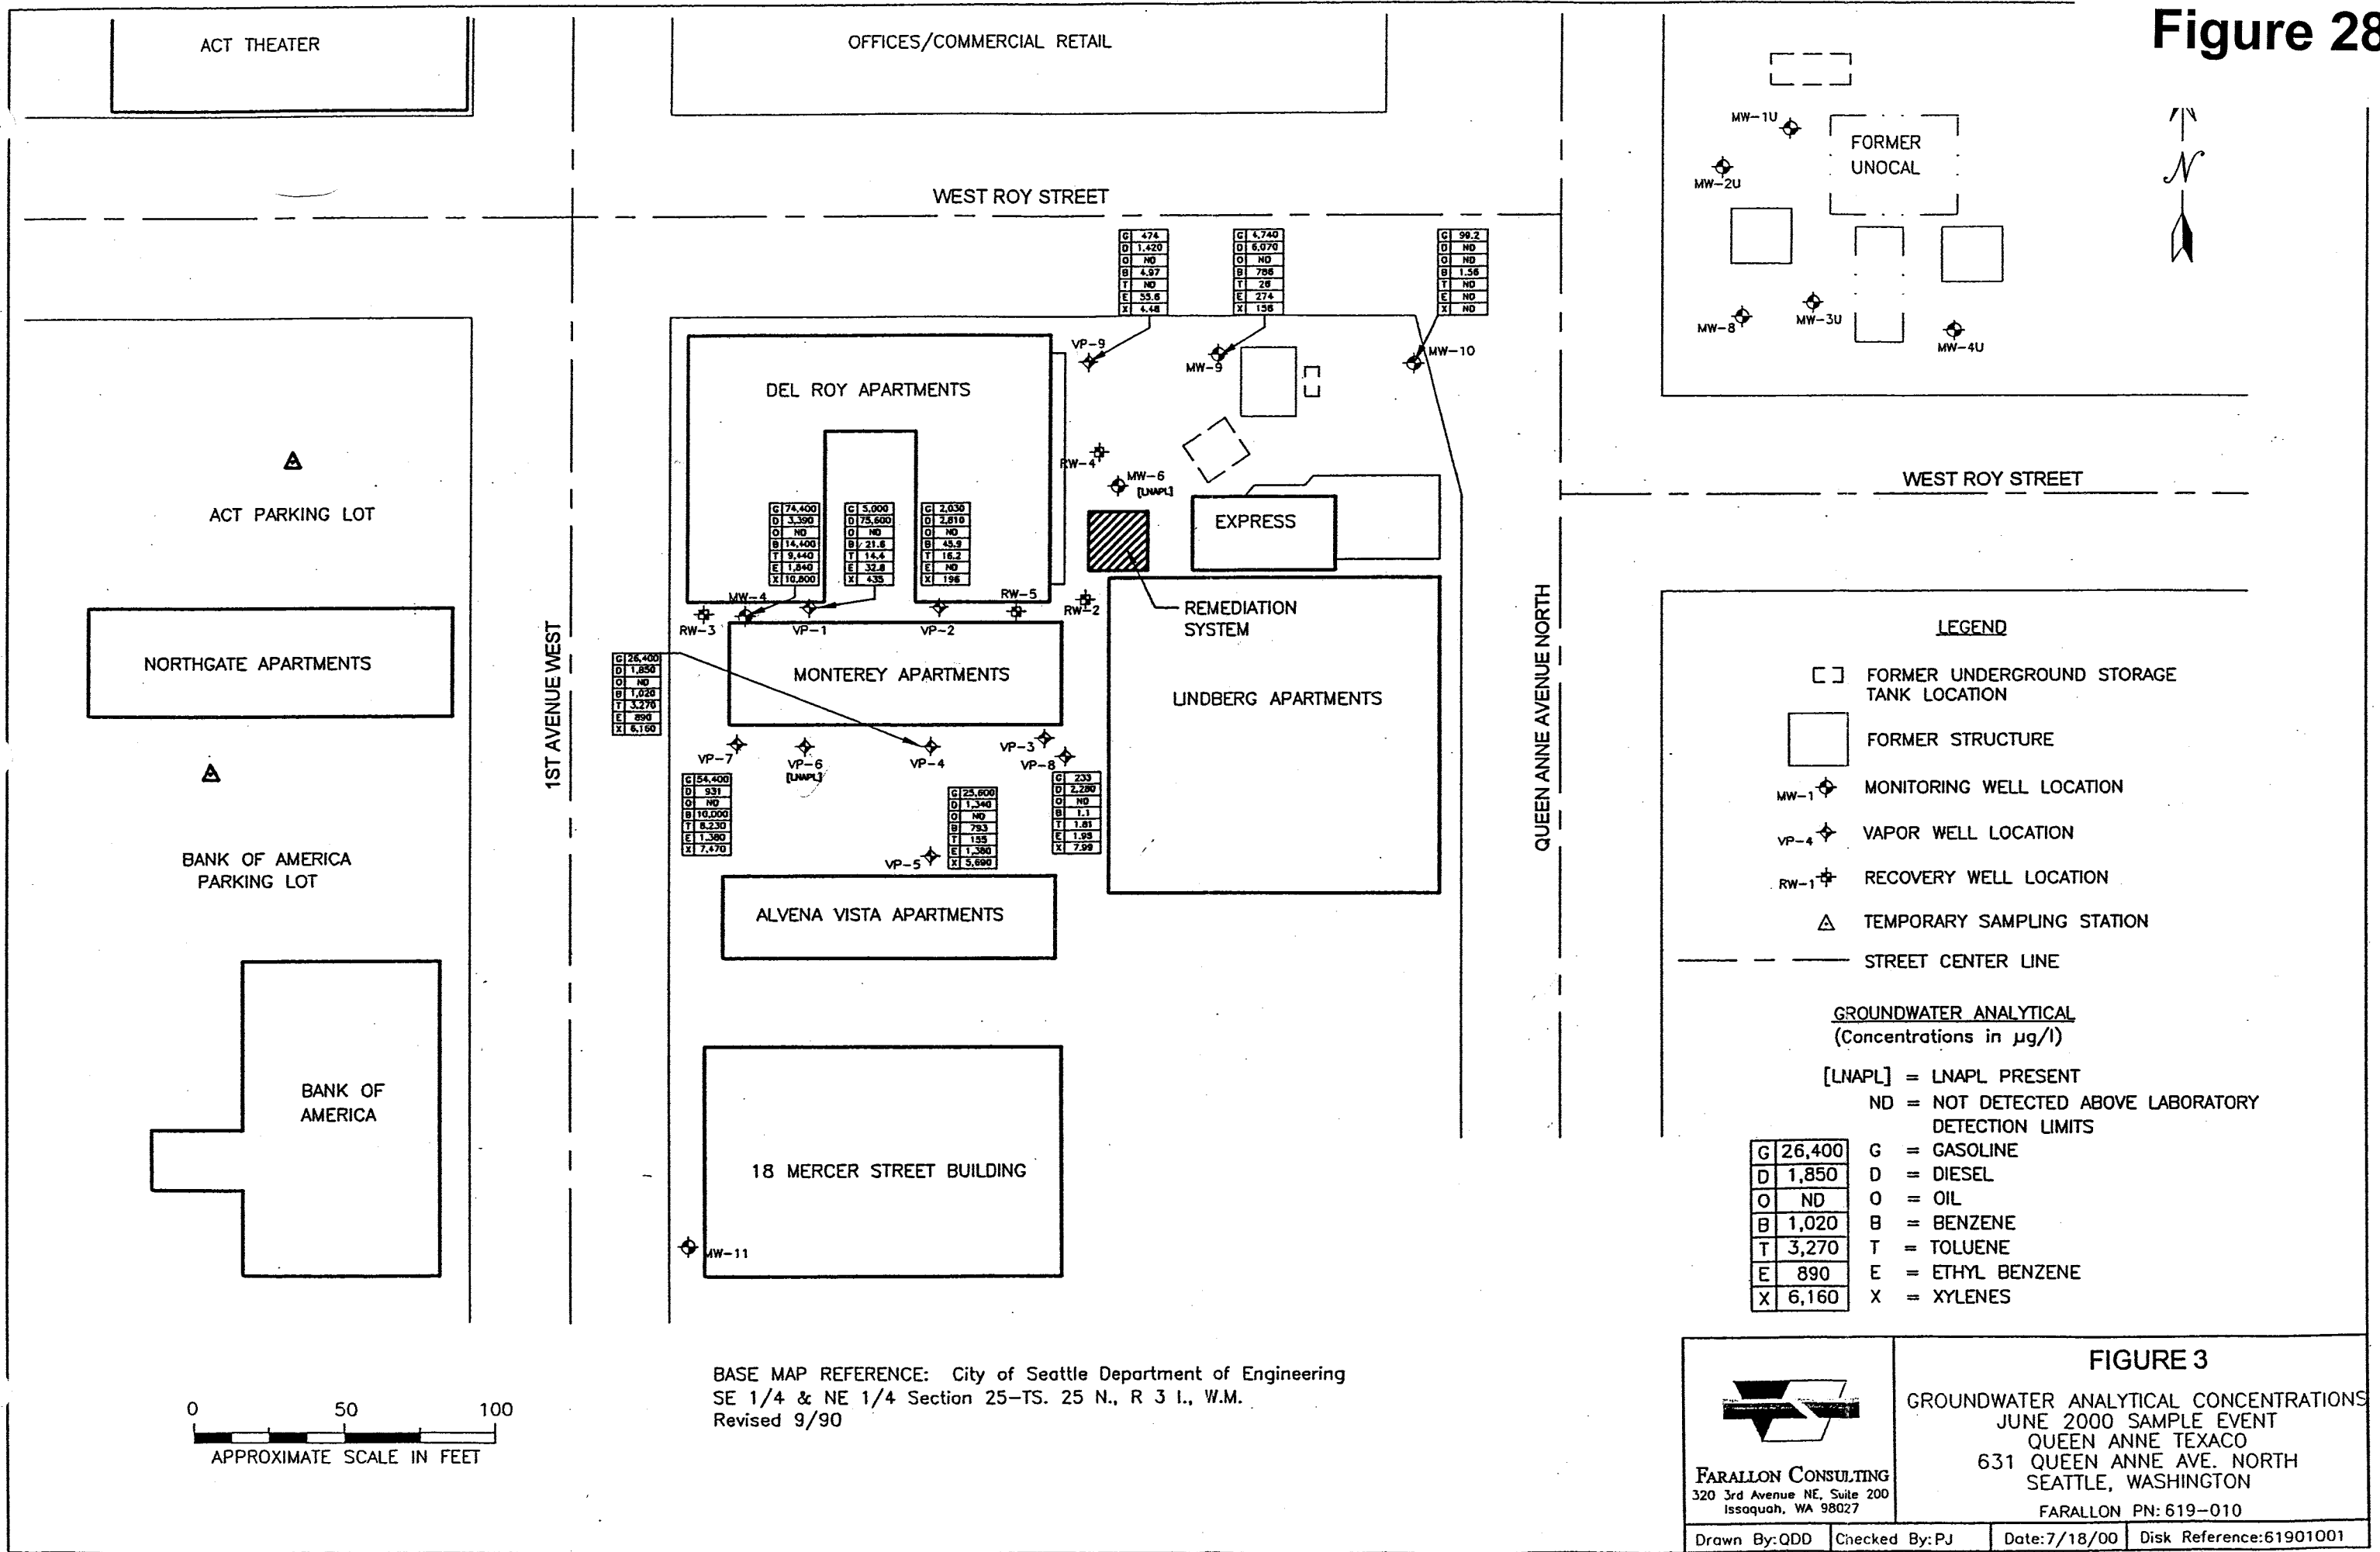 Figure 28
ACT THEATER
OFFICES/COMMERCIAL RETAIL
MW-1U
FORMER
UNOCAL
MW-2U
N
WEST ROY STREET
G 474
D 1,420
O ND
B 4.97
T ND
E 55.6
X 4.48
G 4,740
D 6,070
O ND
B 786
T 26
E 274
X 156
G 99.2
D ND
O ND
B 1.56
T ND
E ND
X ND
MW-8
MW-3U
MW-4U
VP-9
MW-9
MW-10
DEL ROY APARTMENTS
RW-4
MW-6
[LNAPL]
WEST ROY STREET
ACT PARKING LOT
EXPRESS
G 74,400
D 3,390
O ND
B 14,400
T 9,440
E 1,840
X 10,800
G 5,000
D 75,600
O ND
B 21.6
T 14.4
E 32.8
X 435
G 2,030
D 2,810
O ND
B 45.9
T 16.2
E ND
X 196
MW-4
RW-5
RW-2
RW-3
VP-1
VP-2
REMEDIATION
SYSTEM
NORTHGATE APARTMENTS
1ST AVENUE WEST
G 26,400
D 1,850
O ND
B 1,020
T 3,270
E 890
X 6,160
MONTEREY APARTMENTS
LINDBERG APARTMENTS
QUEEN ANNE AVENUE NORTH
VP-7
VP-6
[LNAPL]
VP-4
VP-3
VP-8
G 54,400
D 931
O ND
B 10,000
T 8,230
E 1,380
X 7,470
G 25,600
D 1,340
O ND
B 793
T 155
E 1,380
X 5,690
G 233
D 2,280
O ND
B 1.1
T 1.81
E 1.95
X 7.99
VP-5
BANK OF AMERICA
PARKING LOT
ALVENA VISTA APARTMENTS
BANK OF
AMERICA
18 MERCER STREET BUILDING
MW-11
LEGEND
FORMER UNDERGROUND STORAGE
TANK LOCATION
FORMER STRUCTURE
MW-1 MONITORING WELL LOCATION
VP-4 VAPOR WELL LOCATION
RW-1 RECOVERY WELL LOCATION
TEMPORARY SAMPLING STATION
STREET CENTER LINE
GROUNDWATER ANALYTICAL
(Concentrations in µg/l)
[LNAPL] = LNAPL PRESENT
ND = NOT DETECTED ABOVE LABORATORY
DETECTION LIMITS
G 26,400 G = GASOLINE
D 1,850 D = DIESEL
O ND O = OIL
B 1,020 B = BENZENE
T 3,270 T = TOLUENE
E 890 E = ETHYL BENZENE
X 6,160 X = XYLENES
0 50 100
APPROXIMATE SCALE IN FEET
BASE MAP REFERENCE: City of Seattle Department of Engineering
SE 1/4 & NE 1/4 Section 25-TS. 25 N., R 3 I., W.M.
Revised 9/90
FARALLON CONSULTING
320 3rd Avenue NE, Suite 200
Issaquah, WA 98027
FIGURE 3
GROUNDWATER ANALYTICAL CONCENTRATIONS
JUNE 2000 SAMPLE EVENT
QUEEN ANNE TEXACO
631 QUEEN ANNE AVE. NORTH
SEATTLE, WASHINGTON
FARALLON PN: 619-010
Drawn By:QDD Checked By:PJ Date:7/18/00 Disk Reference:61901001